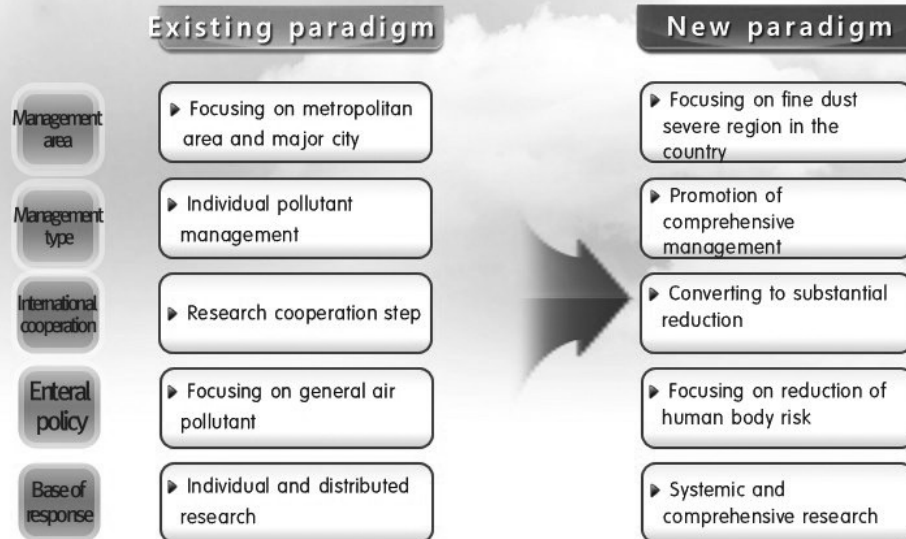 Existing paradigm
New paradigm
Management
area
Focusing on metropolitan
area and major city
Focusing on fine dust
severe region in the
country
Management
type
Individual pollutant
management
Promotion of
comprehensive
management
International
cooperation
Research cooperation step
Converting to substantial
reduction
Enteral
policy
Focusing on general air
pollutant
Focusing on reduction of
human body risk
Base of
response
Individual and distributed
research
Systemic and
comprehensive research